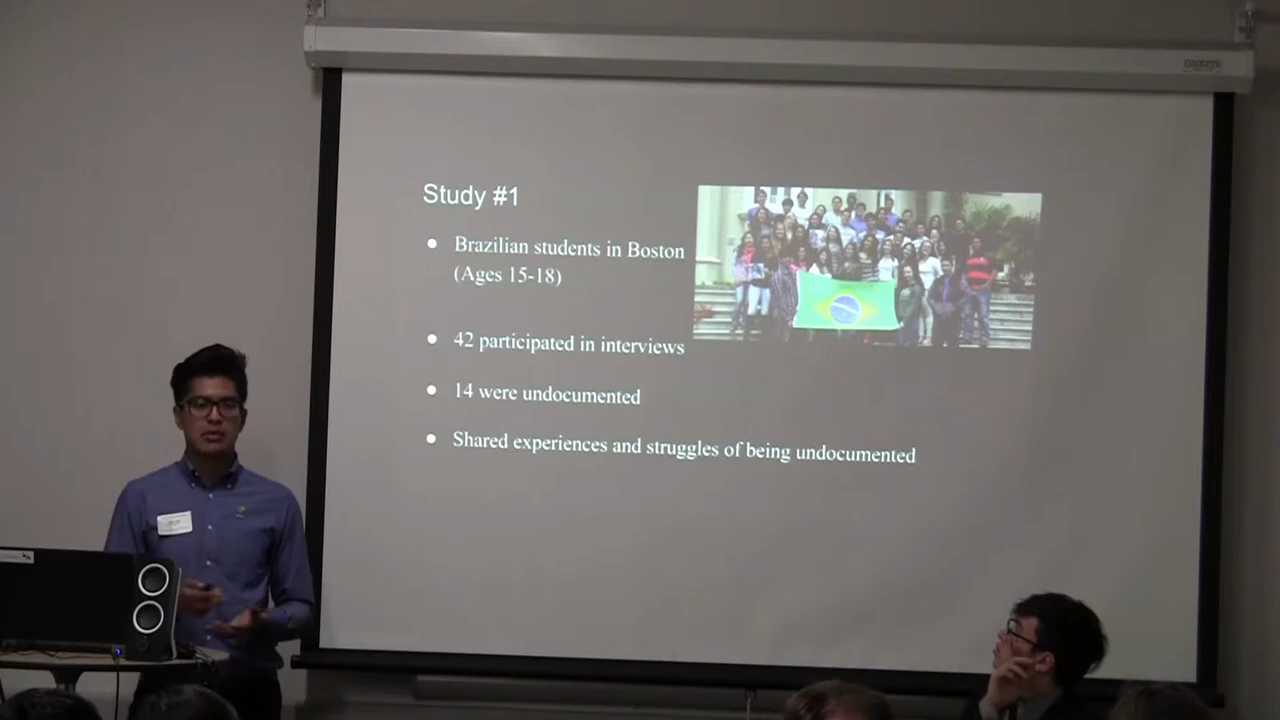 Study #1
● Brazilian students in Boston
(Ages 15-18)
● 42 participated in interviews
● 14 were undocumented
● Shared experiences and struggles of being undocumented